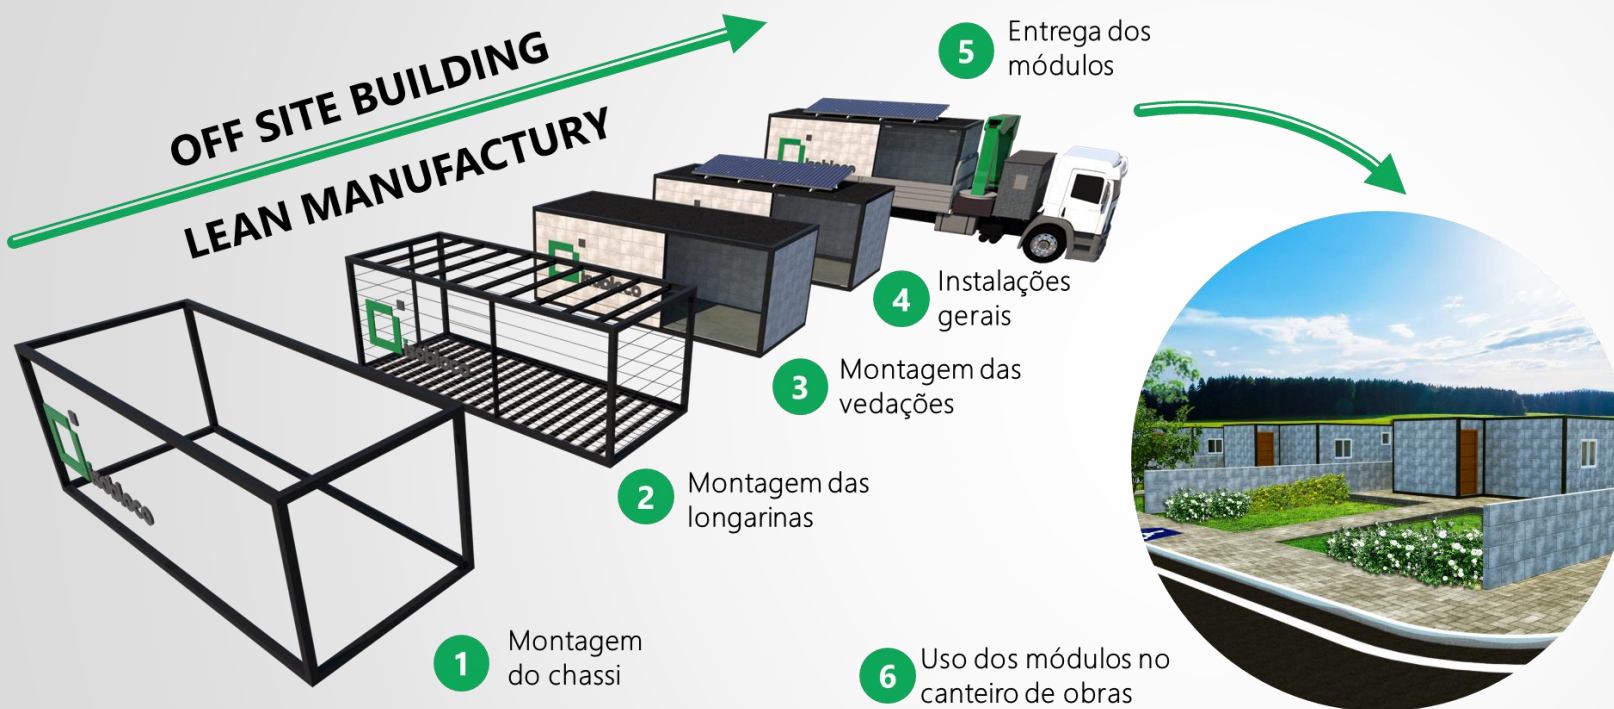 OFF SITE BUILDING
LEAN MANUFACTURY
1
Montagem
do chassi
2
Montagem das
longarinas
3
Montagem das
vedações
4
Instalações
gerais
5
Entrega dos
módulos
6
Uso dos módulos no
canteiro de obras